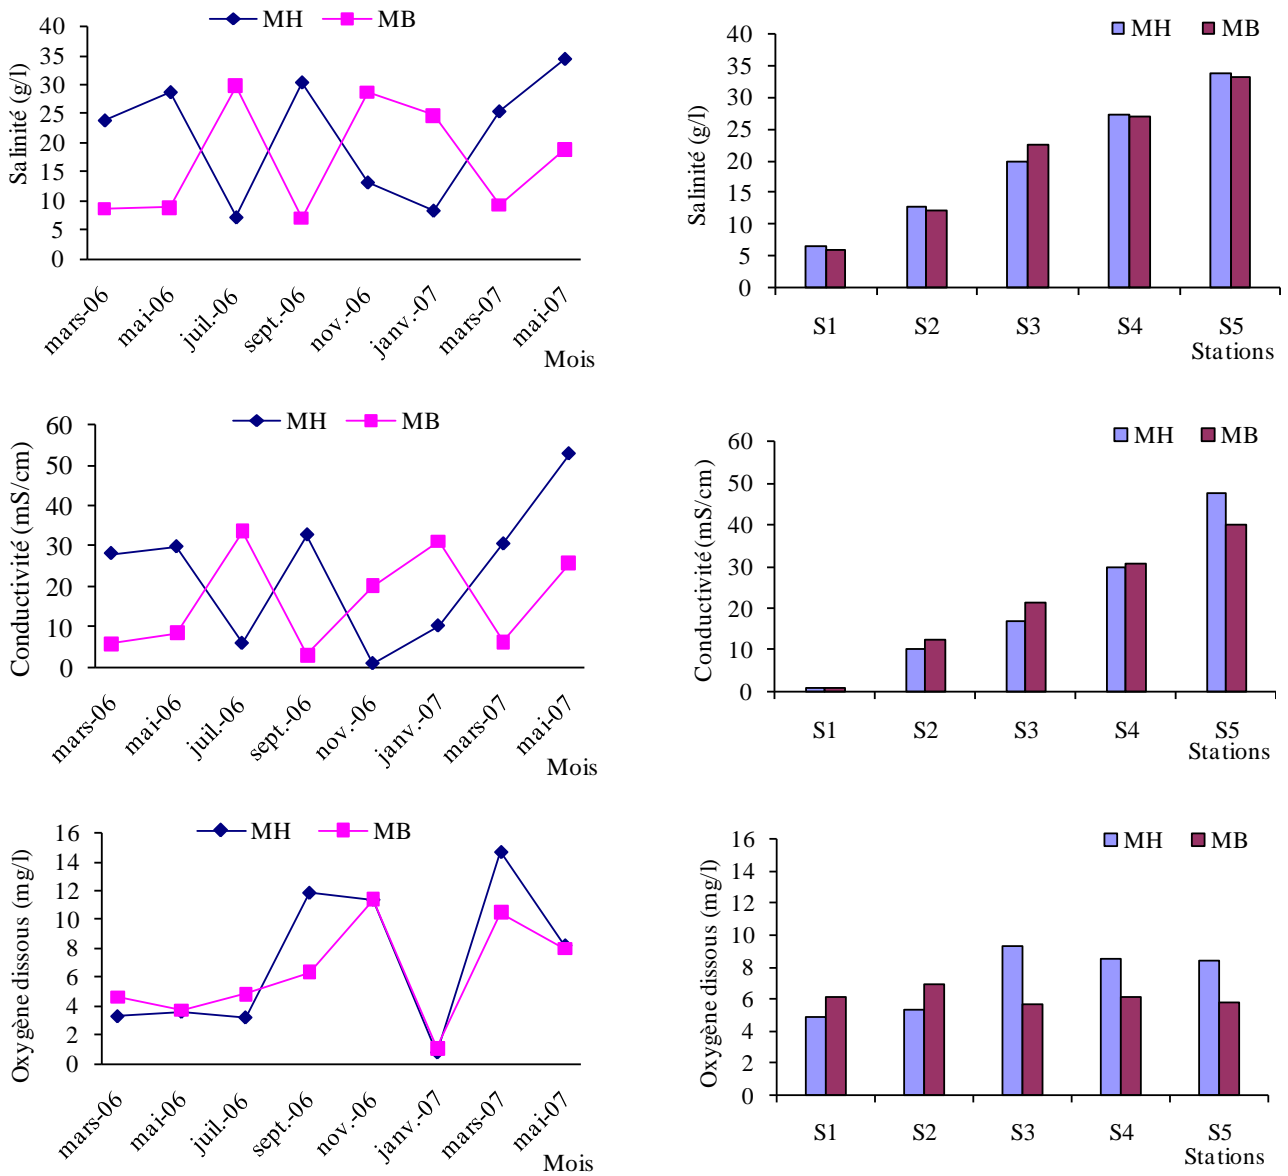 MH MB
Salinité (g/l)
40
35
30
25
20
15
10
5
0
mars-06 mai-06 juil.-06 sept.-06 nov.-06 janv.-07 mars-07 mai-07
Mois
MH MB
Salinité (g/l)
40
35
30
25
20
15
10
5
0
S1 S2 S3 S4 S5
Stations
MH MB
Conductivité (mS/cm)
60
50
40
30
20
10
0
mars-06 mai-06 juil.-06 sept.-06 nov.-06 janv.-07 mars-07 mai-07
Mois
MH MB
Conductivité (mS/cm)
60
50
40
30
20
10
0
S1 S2 S3 S4 S5
Stations
MH MB
Oxygène dissous (mg/l)
16
14
12
10
8
6
4
2
0
mars-06 mai-06 juil.-06 sept.-06 nov.-06 janv.-07 mars-07 mai-07
Mois
MH MB
Oxygène dissous (mg/l)
16
14
12
10
8
6
4
2
0
S1 S2 S3 S4 S5
Stations